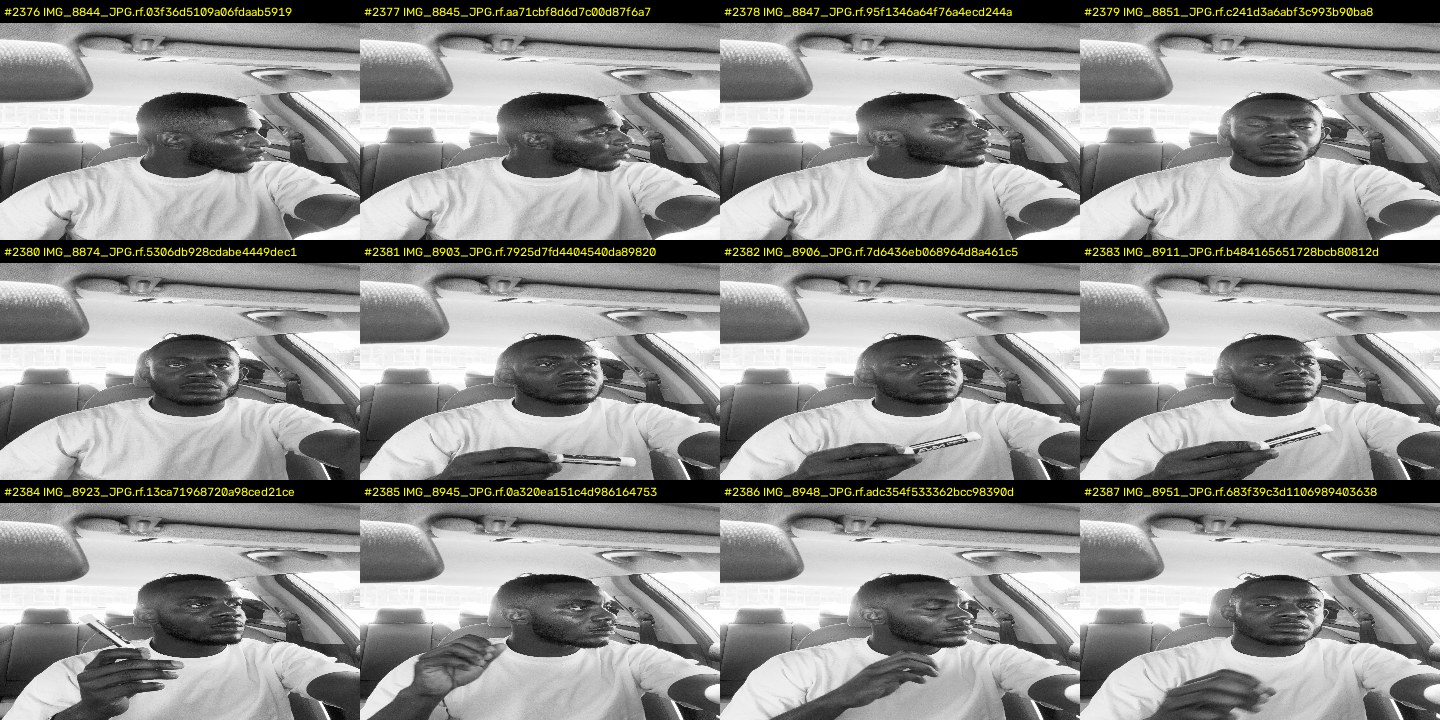 #2376 IMG_8844_JPG.rf.03f36d5109a06fdaab5919
#2377 IMG_8845_JPG.rf.aa71cbf8d6d7c00d87f6a7
#2378 IMG_8847_JPG.rf.95f1346a64f76a4ecd244a
#2379 IMG_8851_JPG.rf.c241d3a6abf3c993b90ba8
#2380 IMG_8874_JPG.rf.5306db928cdabe4449dec1
#2381 IMG_8903_JPG.rf.7925d7fd4404540da89820
#2382 IMG_8906_JPG.rf.7d6436eb068964d8a461c5
#2383 IMG_8911_JPG.rf.b484165651728bcb80812d
#2384 IMG_8923_JPG.rf.13ca71968720a98ced21ce
#2385 IMG_8945_JPG.rf.0a320ea151c4d986164753
#2386 IMG_8948_JPG.rf.adc354f533362bcc98390d
#2387 IMG_8951_JPG.rf.683f39c3d1106989403638